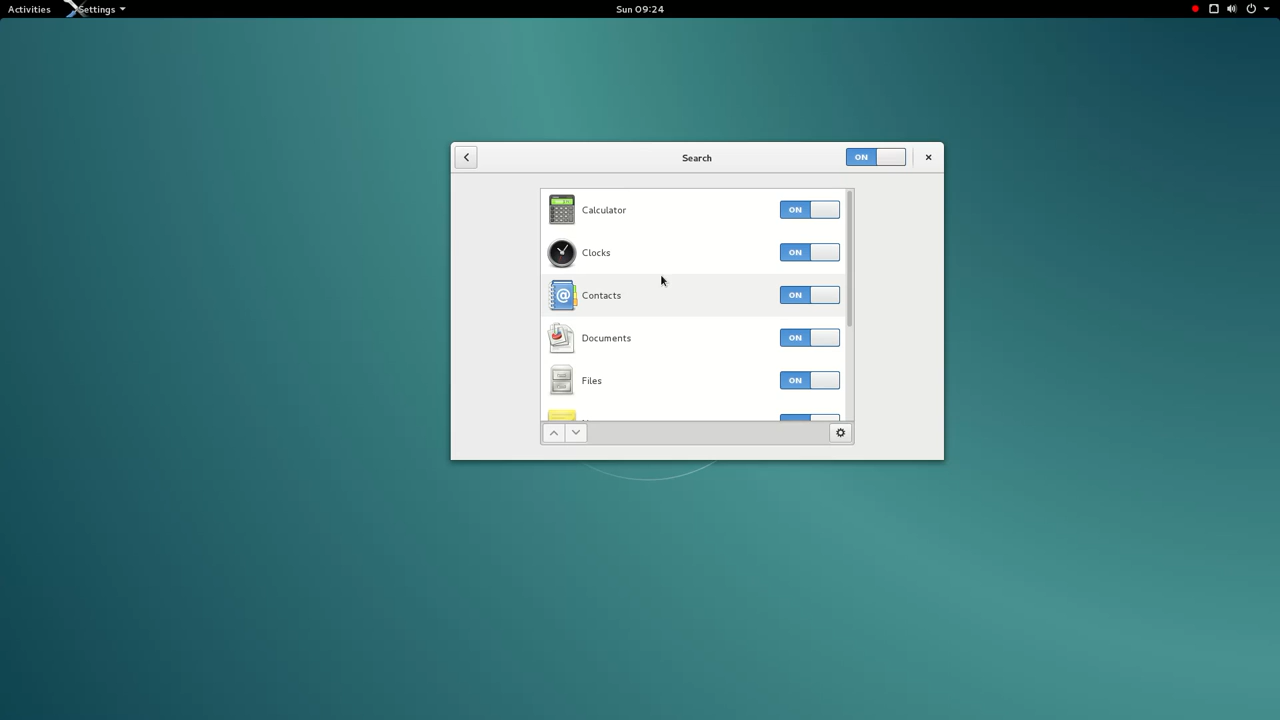 Activities
Settings
Sun 09:24
Search
ON
Calculator
ON
Clocks
ON
Contacts
ON
Documents
ON
Files
ON